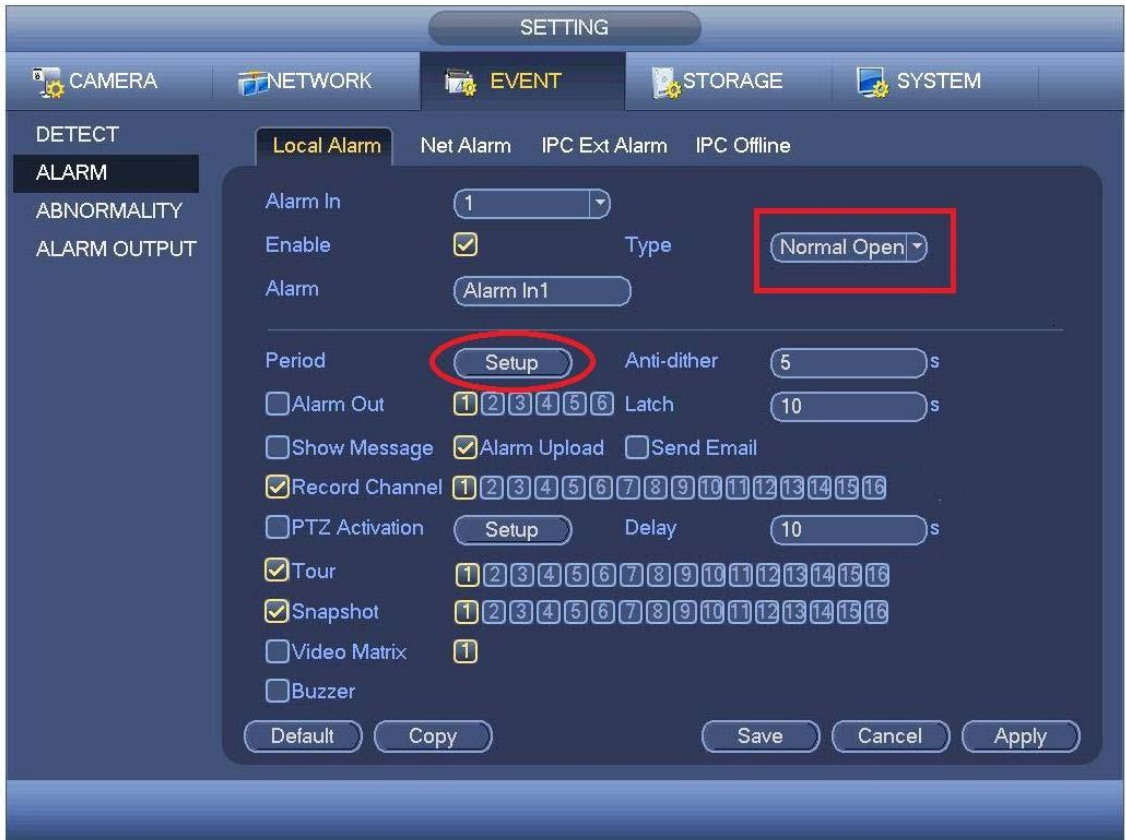 SETTING
CAMERA NETWORK EVENT STORAGE SYSTEM
DETECT
ALARM
ABNORMALITY
ALARM OUTPUT
Local Alarm Net Alarm IPC Ext Alarm IPC Offline
Alarm In 1
Enable Type Normal Open
Alarm Alarm In1
Period Setup Anti-dither 5 s
Alarm Out 1 2 3 4 5 6 Latch 10 s
Show Message Alarm Upload Send Email
Record Channel 1 2 3 4 5 6 7 8 9 10 11 12 13 14 15 16
PTZ Activation Setup Delay 10 s
Tour 1 2 3 4 5 6 7 8 9 10 11 12 13 14 15 16
Snapshot 1 2 3 4 5 6 7 8 9 10 11 12 13 14 15 16
Video Matrix 1
Buzzer
Default Copy Save Cancel Apply